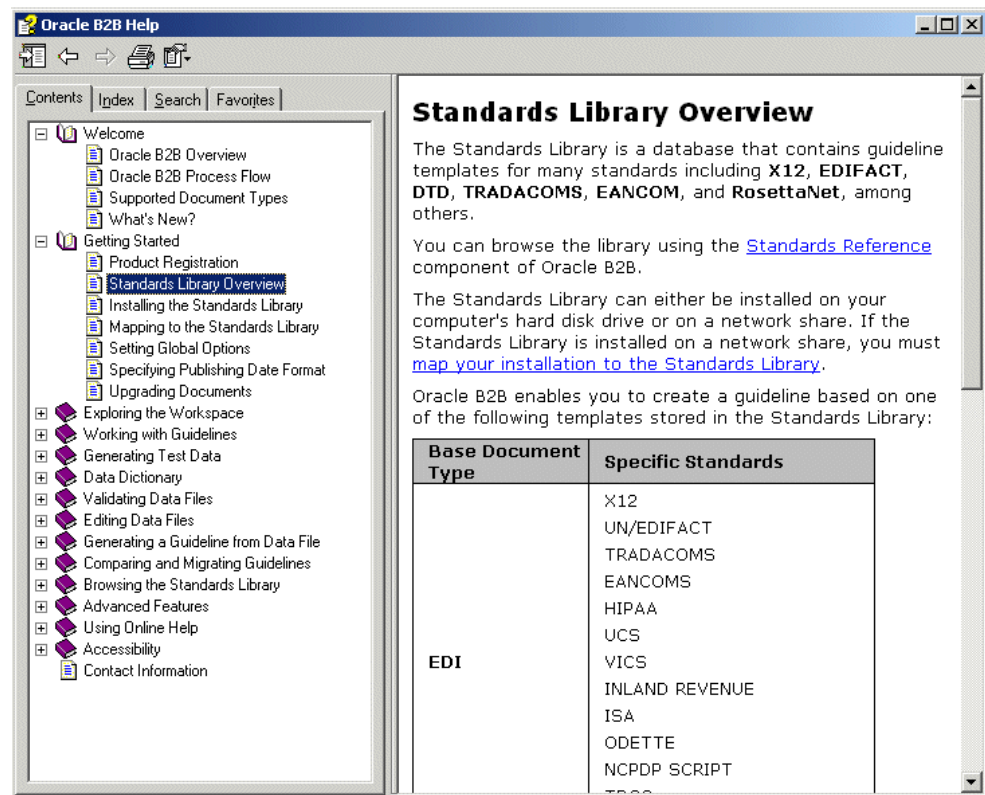 Oracle B2B Help
Contents
Index
Search
Favorites
Welcome
Oracle B2B Overview
Oracle B2B Process Flow
Supported Document Types
What's New?
Getting Started
Product Registration
Standards Library Overview
Installing the Standards Library
Mapping to the Standards Library
Setting Global Options
Specifying Publishing Date Format
Upgrading Documents
Exploring the Workspace
Working with Guidelines
Generating Test Data
Data Dictionary
Validating Data Files
Editing Data Files
Generating a Guideline from Data File
Comparing and Migrating Guidelines
Browsing the Standards Library
Advanced Features
Using Online Help
Accessibility
Contact Information
Standards Library Overview
The Standards Library is a database that contains guideline
templates for many standards including X12, EDIFACT,
DTD, TRADACOMS, EANCOM, and RosettaNet, among
others.
You can browse the library using the Standards Reference
component of Oracle B2B.
The Standards Library can either be installed on your
computer's hard disk drive or on a network share. If the
Standards Library is installed on a network share, you must
map your installation to the Standards Library.
Oracle B2B enables you to create a guideline based on one
of the following templates stored in the Standards Library:
Base Document
Type
Specific Standards
EDI
X12
UN/EDIFACT
TRADACOMS
EANCOMS
HIPAA
UCS
VICS
INLAND REVENUE
ISA
ODETTE
NCPDP SCRIPT